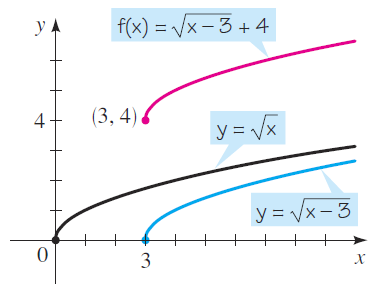 y
f(x) = √x − 3 + 4
(3, 4)
4
y = √x
y = √x − 3
0
3
x